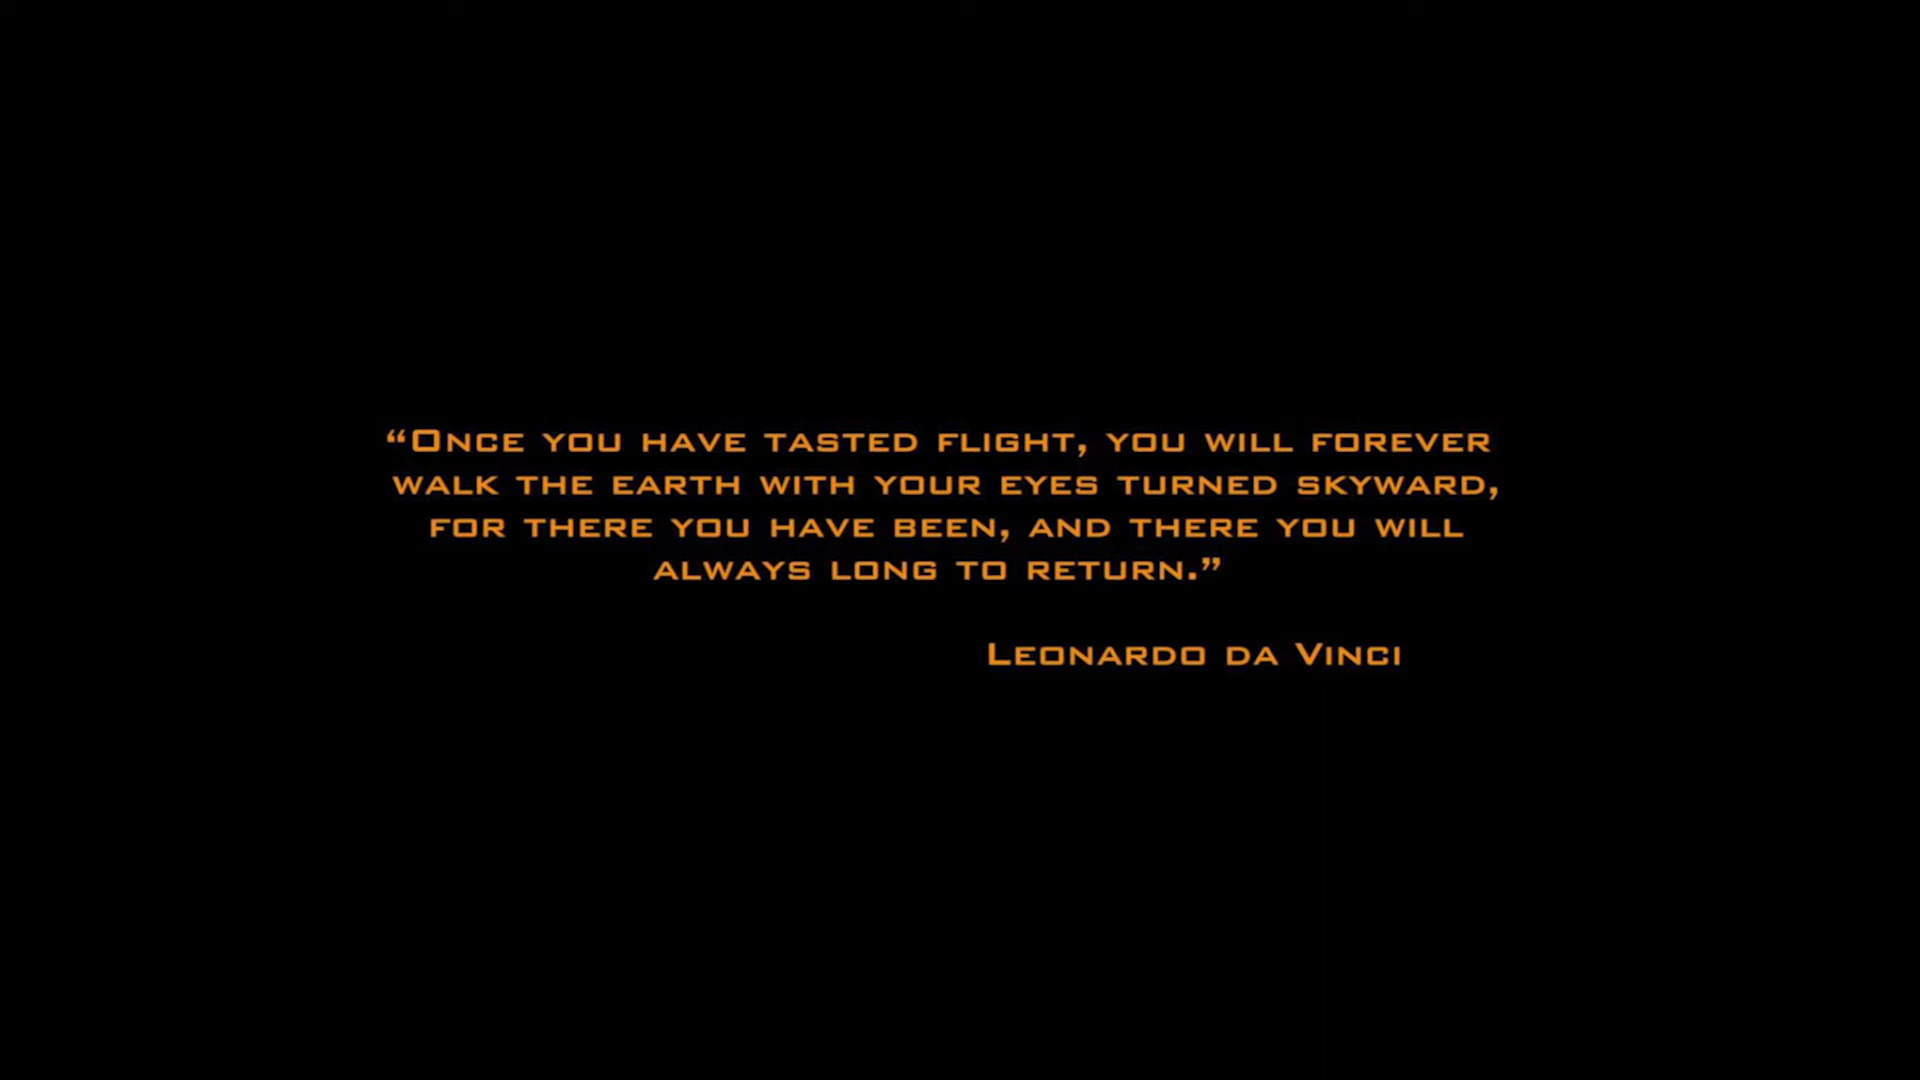 “Once you have tasted flight, you will forever
walk the earth with your eyes turned skyward,
for there you have been, and there you will
always long to return.”
Leonardo da Vinci